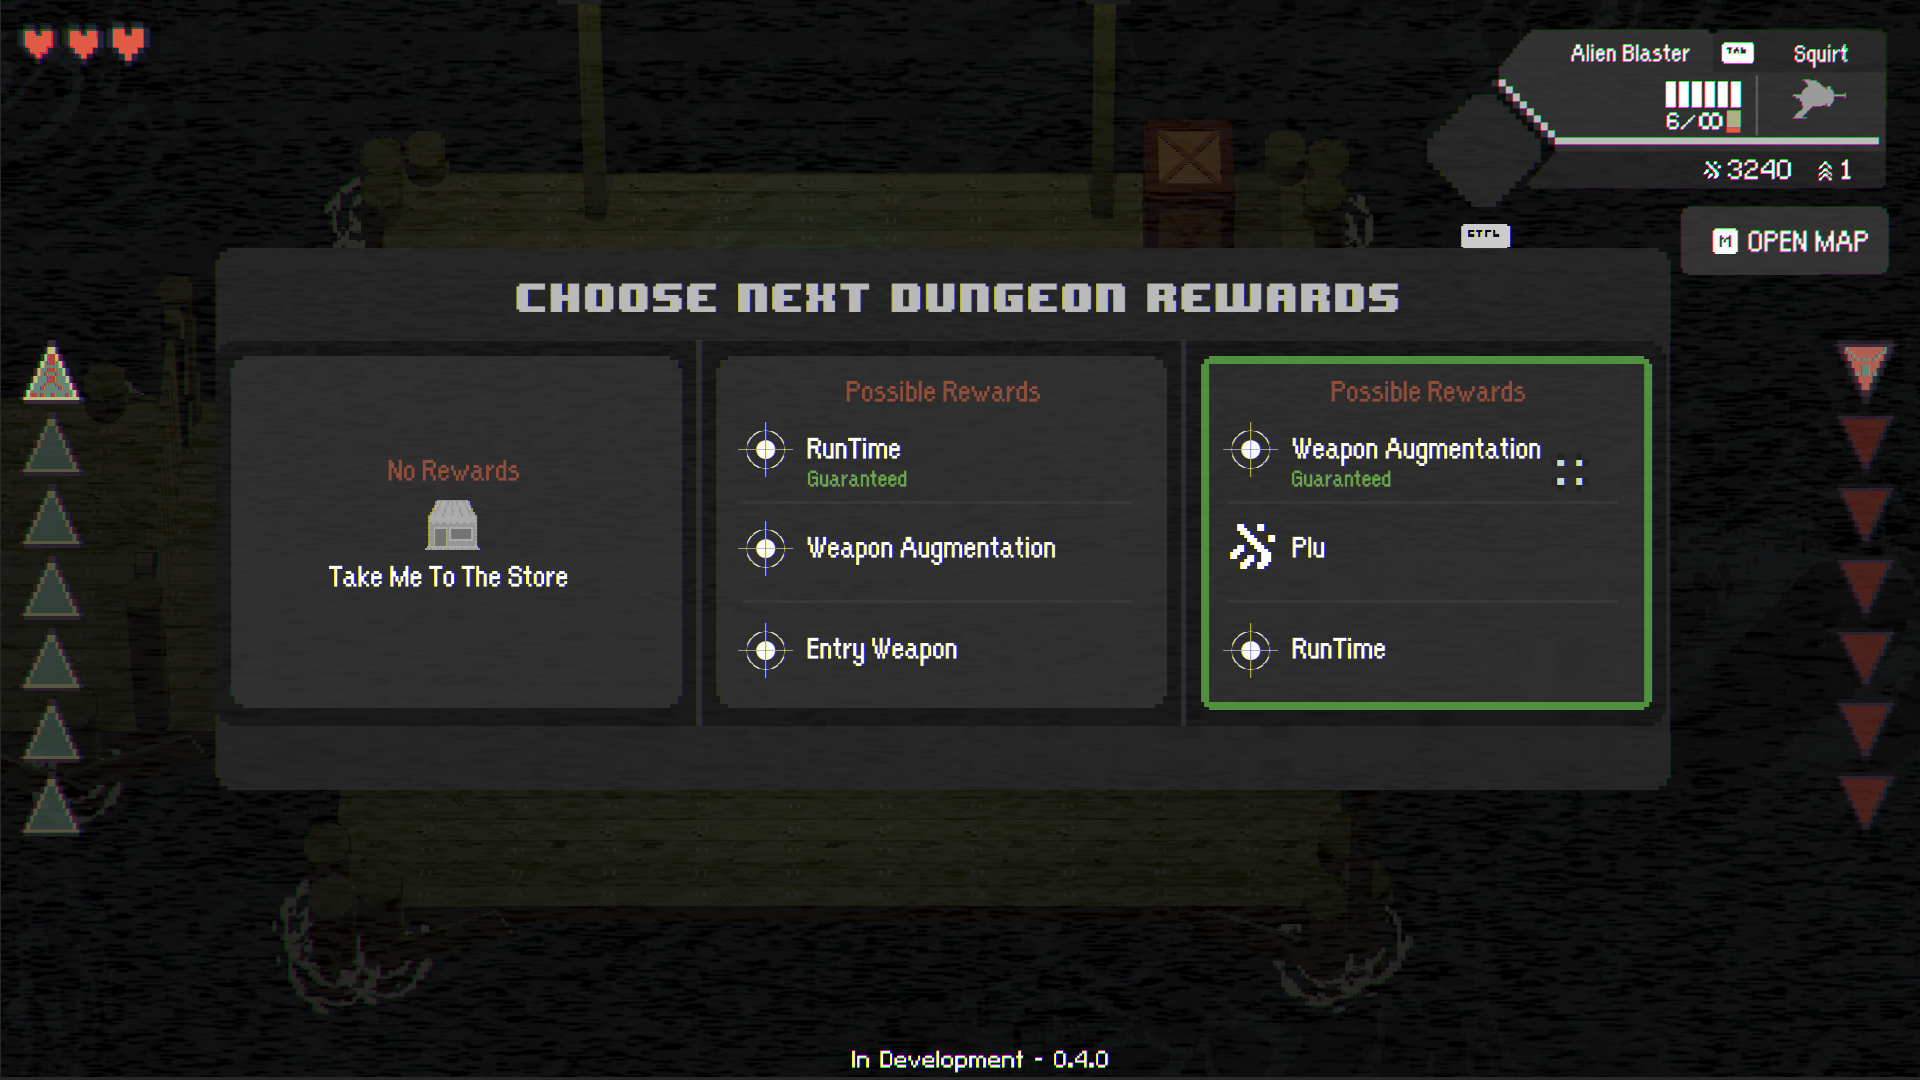 Alien Blaster
TAB
Squirt
6/∞
3240
1
CTRL
M
OPEN MAP
CHOOSE NEXT DUNGEON REWARDS
No Rewards
Take Me To The Store
Possible Rewards
RunTime
Guaranteed
Weapon Augmentation
Entry Weapon
Possible Rewards
Weapon Augmentation
Guaranteed
Plu
RunTime
In Development - 0.4.0